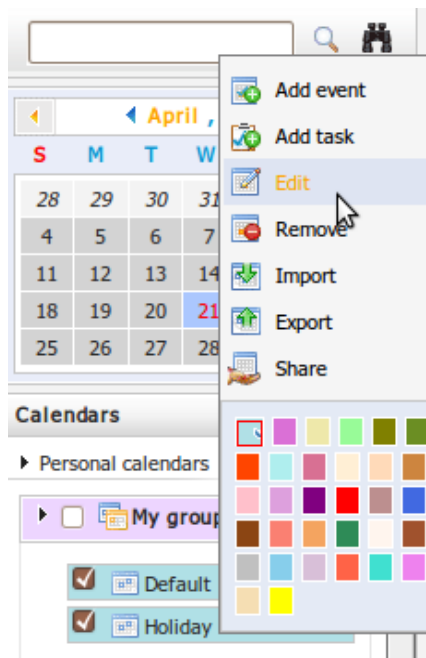 April ,
S M T W
28 29 30 31
4 5 6 7
11 12 13 14
18 19 20 21
25 26 27 28
Calendars
Personal calendars
My group
Default
Holiday
Add event
Add task
Edit
Remove
Import
Export
Share